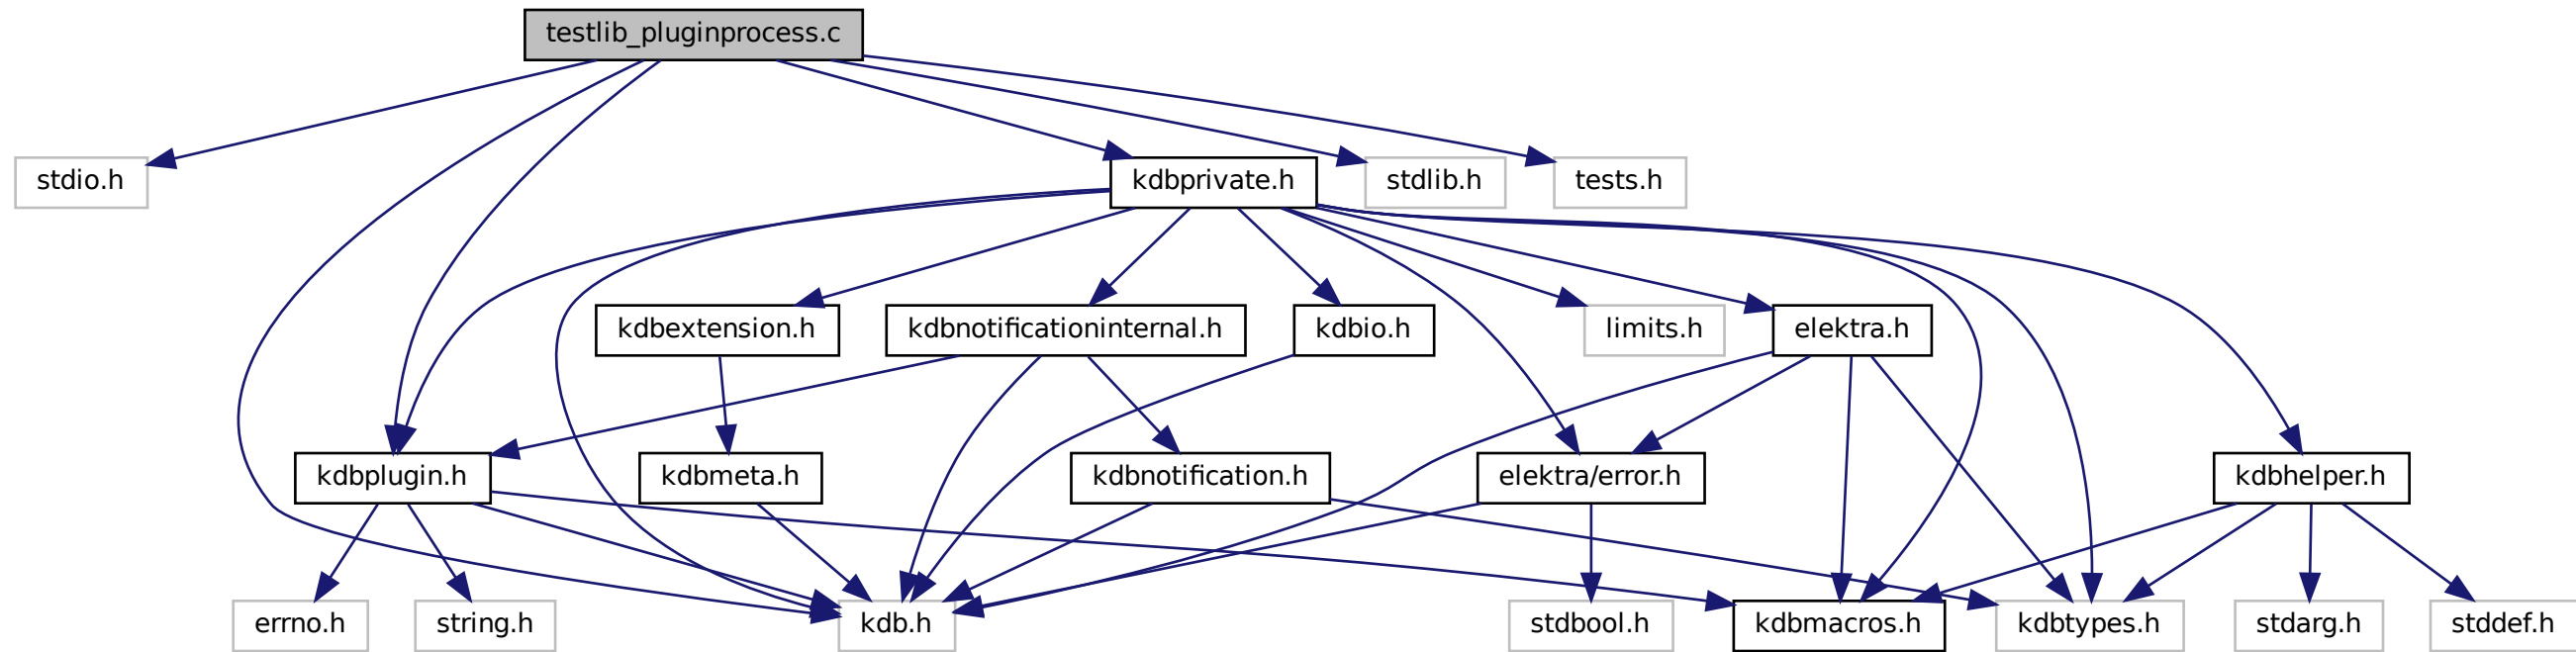 testlib_pluginprocess.c
stdio.h
kdbprivate.h
stdlib.h
tests.h
kdbextension.h
kdbnotificationinternal.h
kdbio.h
limits.h
elektra.h
kdbplugin.h
kdbmeta.h
kdbnotification.h
elektra/error.h
kdbhelper.h
errno.h
string.h
kdb.h
stdbool.h
kdbmacros.h
kdbtypes.h
stdarg.h
stddef.h